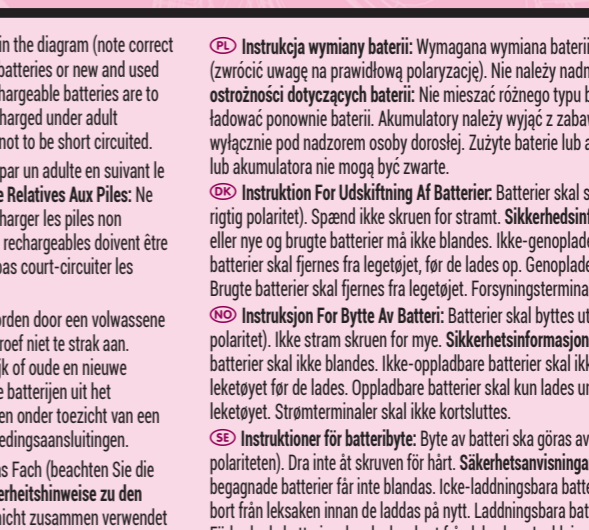 in the diagram (note correct
batteries or new and used
hargeable batteries are to
harged under adult
not to be short circuited.
par un adulte en suivant le
e Relatives Aux Piles: Ne
harger les piles non
rechargeables doivent être
pas court-circuiter les
orden door een volwassene
roef niet te strak aan.
jk of oude en nieuwe
e batterijen uit het
en onder toezicht van een
edingsaansluitingen.
as Fach (beachten Sie die
erheitshinweise zu den
nicht zusammen verwendet
PL Instrukcja wymiany baterii: Wymagana wymiana baterii
(zwrócić uwagę na prawidłową polaryzację). Nie należy nadm
ostrożności dotyczących baterii: Nie mieszać różnego typu b
ładować ponownie baterii. Akumulatory należy wyjąć z zabaw
wyłącznie pod nadzorem osoby dorosłej. Zużyte baterie lub a
lub akumulatora nie mogą być zwarte.
DK Instruktion For Udskiftning Af Batterier: Batterier skal s
rigtig polaritet). Spænd ikke skruen for stramt. Sikkerhedsinf
eller nye og brugte batterier må ikke blandes. Ikke-genoplade
batterier skal fjernes fra legetøjet, før de lades op. Genoplade
Brugte batterier skal fjernes fra legetøjet. Forsyningstermina
NO Instruksjon For Bytte Av Batteri: Batterier skal byttes ut
polaritet). Ikke stram skruen for mye. Sikkerhetsinformasjon
batterier skal ikke blandes. Ikke-oppladbare batterier skal ikk
leketøyet før de lades. Oppladbare batterier skal kun lades un
leketøyet. Strømterminaler skal ikke kortsluttes.
SE Instruktioner för batteribyte: Byte av batteri ska göras av
polariteten). Dra inte åt skruven för hårt. Säkerhetsanvisninga
begagnade batterier får inte blandas. Icke-laddningsbara batte
bort från leksaken innan de laddas på nytt. Laddningsbara bat